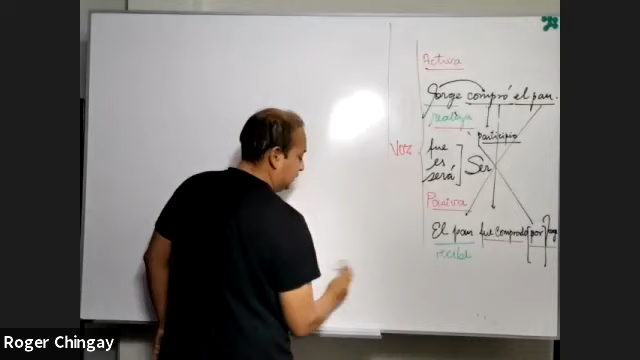 Activa
Jorge compró el pan.
realiza
participio
Voz
fue
es
será
Ser
Pasiva
El pan fue comprado por Jorge
recibe
Roger Chingay